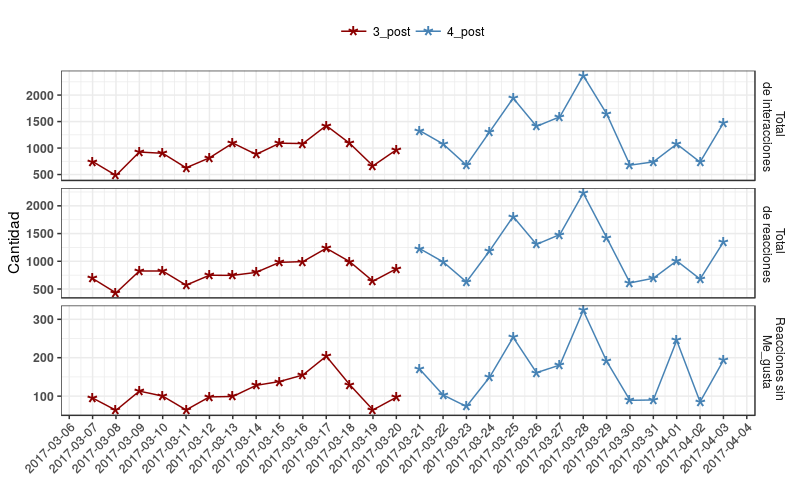 3_post 4_post
Cantidad
2000
1500
1000
500
Total
de interacciones
2000
1500
1000
500
Total
de reacciones
300
200
100
Reacciones sin
Me_gusta
2017-03-06 2017-03-07 2017-03-08 2017-03-09 2017-03-10 2017-03-11 2017-03-12 2017-03-13 2017-03-14 2017-03-15 2017-03-16 2017-03-17 2017-03-18 2017-03-19 2017-03-20 2017-03-21 2017-03-22 2017-03-23 2017-03-24 2017-03-25 2017-03-26 2017-03-27 2017-03-28 2017-03-29 2017-03-30 2017-03-31 2017-04-01 2017-04-02 2017-04-03 2017-04-04